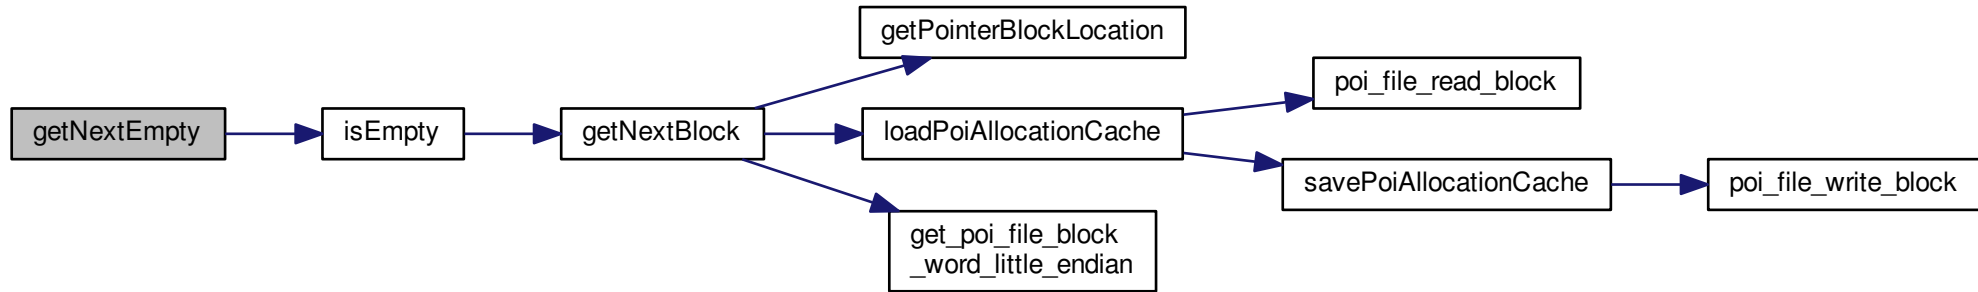 getNextEmpty
isEmpty
getNextBlock
getPointerBlockLocation
loadPoiAllocationCache
get_poi_file_block
_word_little_endian
poi_file_read_block
savePoiAllocationCache
poi_file_write_block